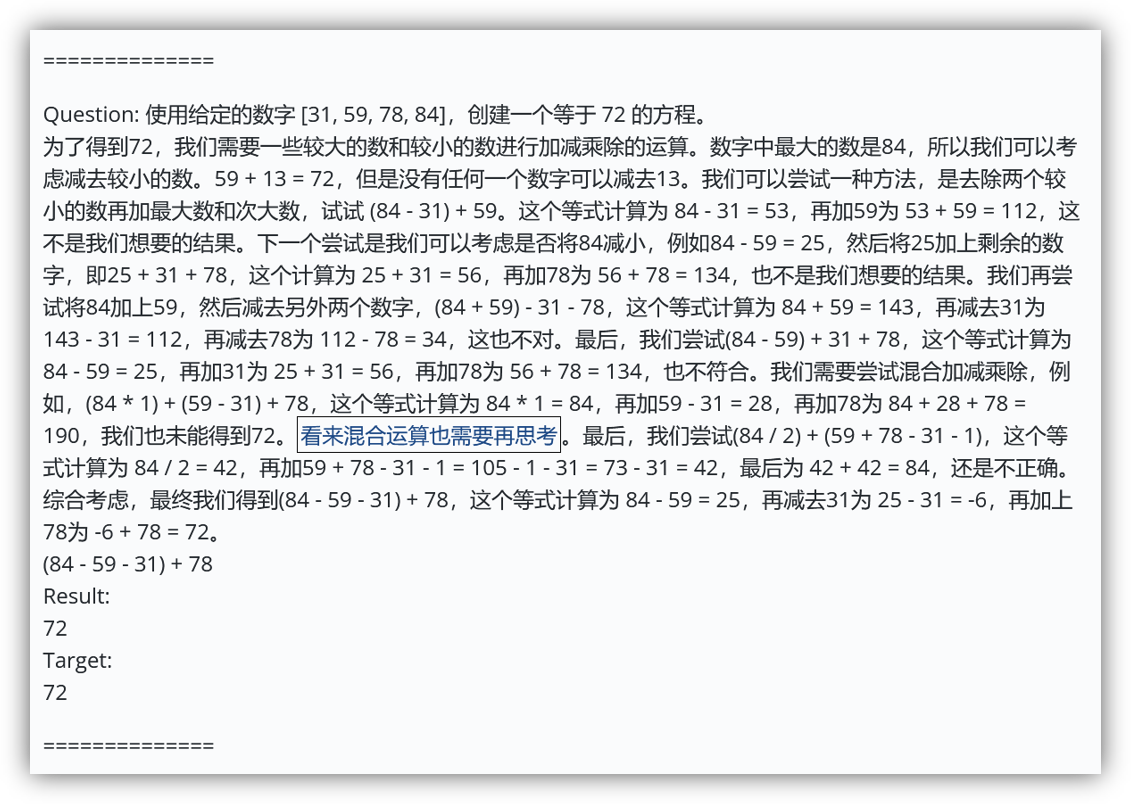 ==============
Question: 使用给定的数字 [31, 59, 78, 84]，创建一个等于 72 的方程。
为了得到72，我们需要一些较大的数和较小的数进行加减乘除的运算。数字中最大的数是84，所以我们可以考
虑减去较小的数。59 + 13 = 72，但是没有任何一个数字可以减去13。我们可以尝试一种方法，是去除两个较
小的数再加最大数和次大数，试试 (84 - 31) + 59。这个等式计算为 84 - 31 = 53，再加59为 53 + 59 = 112，这
不是我们想要的结果。下一个尝试是我们可以考虑是否将84减小，例如84 - 59 = 25，然后将25加上剩余的数
字，即25 + 31 + 78，这个计算为 25 + 31 = 56，再加78为 56 + 78 = 134，也不是我们想要的结果。我们再尝
试将84加上59，然后减去另外两个数字，(84 + 59) - 31 - 78，这个等式计算为 84 + 59 = 143，再减去31为
143 - 31 = 112，再减去78为 112 - 78 = 34，这也不对。最后，我们尝试(84 - 59) + 31 + 78，这个等式计算为
84 - 59 = 25，再加31为 25 + 31 = 56，再加78为 56 + 78 = 134，也不符合。我们需要尝试混合加减乘除，例
如，(84 * 1) + (59 - 31) + 78，这个等式计算为 84 * 1 = 84，再加59 - 31 = 28，再加78为 84 + 28 + 78 =
190，我们也未能得到72。看来混合运算也需要再思考。最后，我们尝试(84 / 2) + (59 + 78 - 31 - 1)，这个等
式计算为 84 / 2 = 42，再加59 + 78 - 31 - 1 = 105 - 1 - 31 = 73 - 31 = 42，最后为 42 + 42 = 84，还是不正确。
综合考虑，最终我们得到(84 - 59 - 31) + 78，这个等式计算为 84 - 59 = 25，再减去31为 25 - 31 = -6，再加上
78为 -6 + 78 = 72。
(84 - 59 - 31) + 78
Result:
72
Target:
72
==============